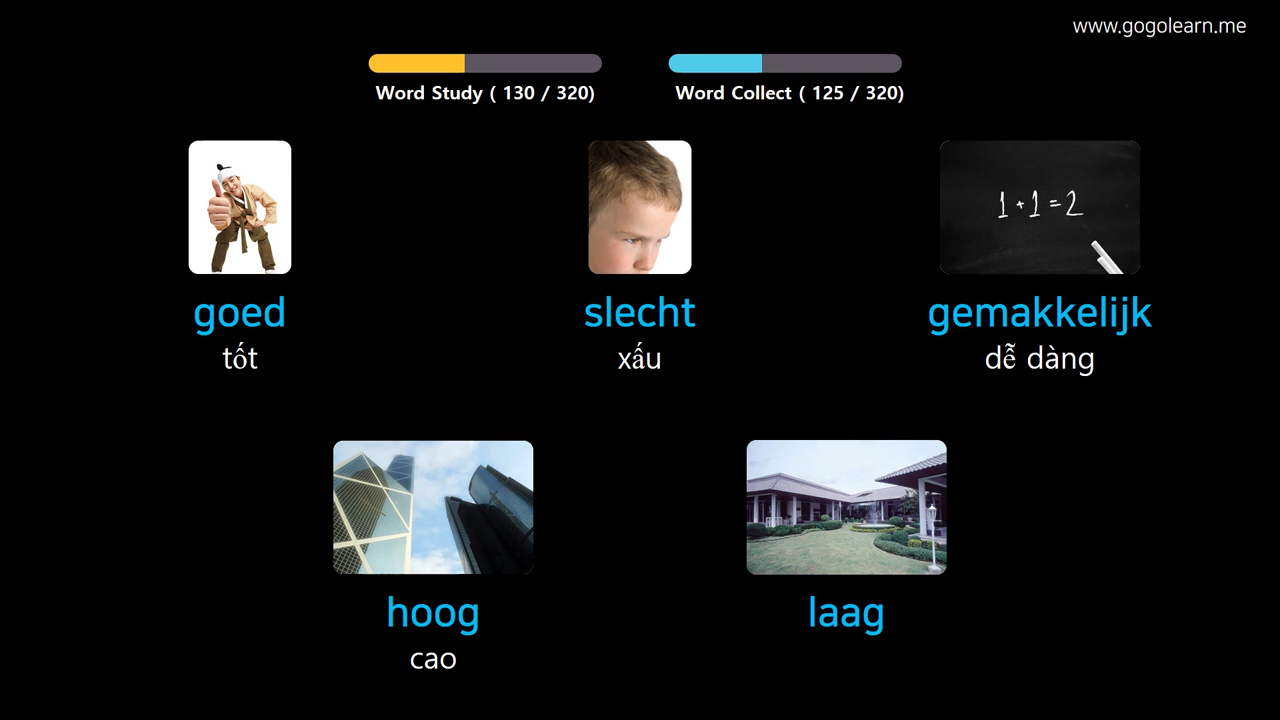 www.gogolearn.me
Word Study ( 130 / 320)
Word Collect ( 125 / 320)
1+1=2
goed
slecht
gemakkelijk
tốt
xấu
dễ dàng
hoog
laag
cao